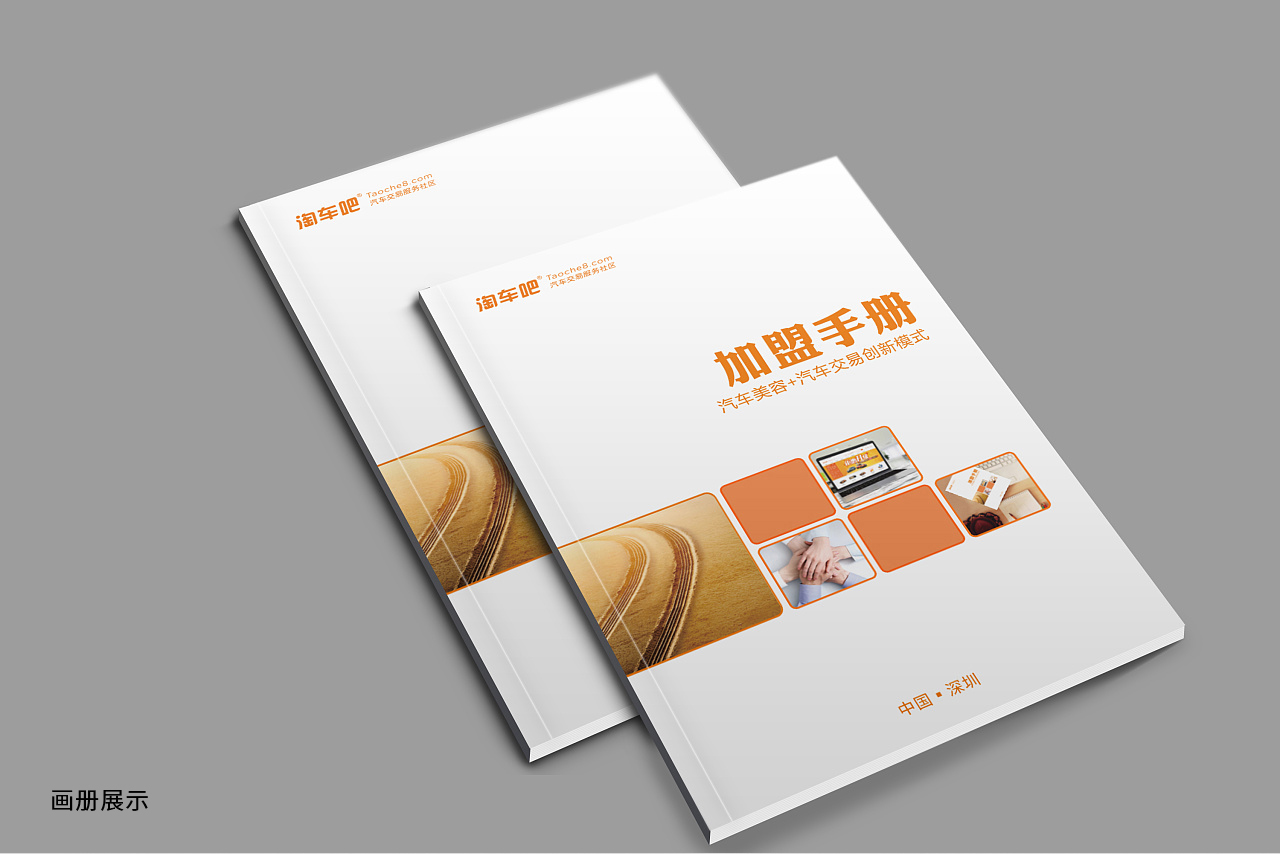 淘车吧®
Taoche8.com
汽车交易服务社区
淘车吧®
Taoche8.com
汽车交易服务社区
加盟手册
汽车美容+汽车交易创新模式
中国·深圳
画册展示